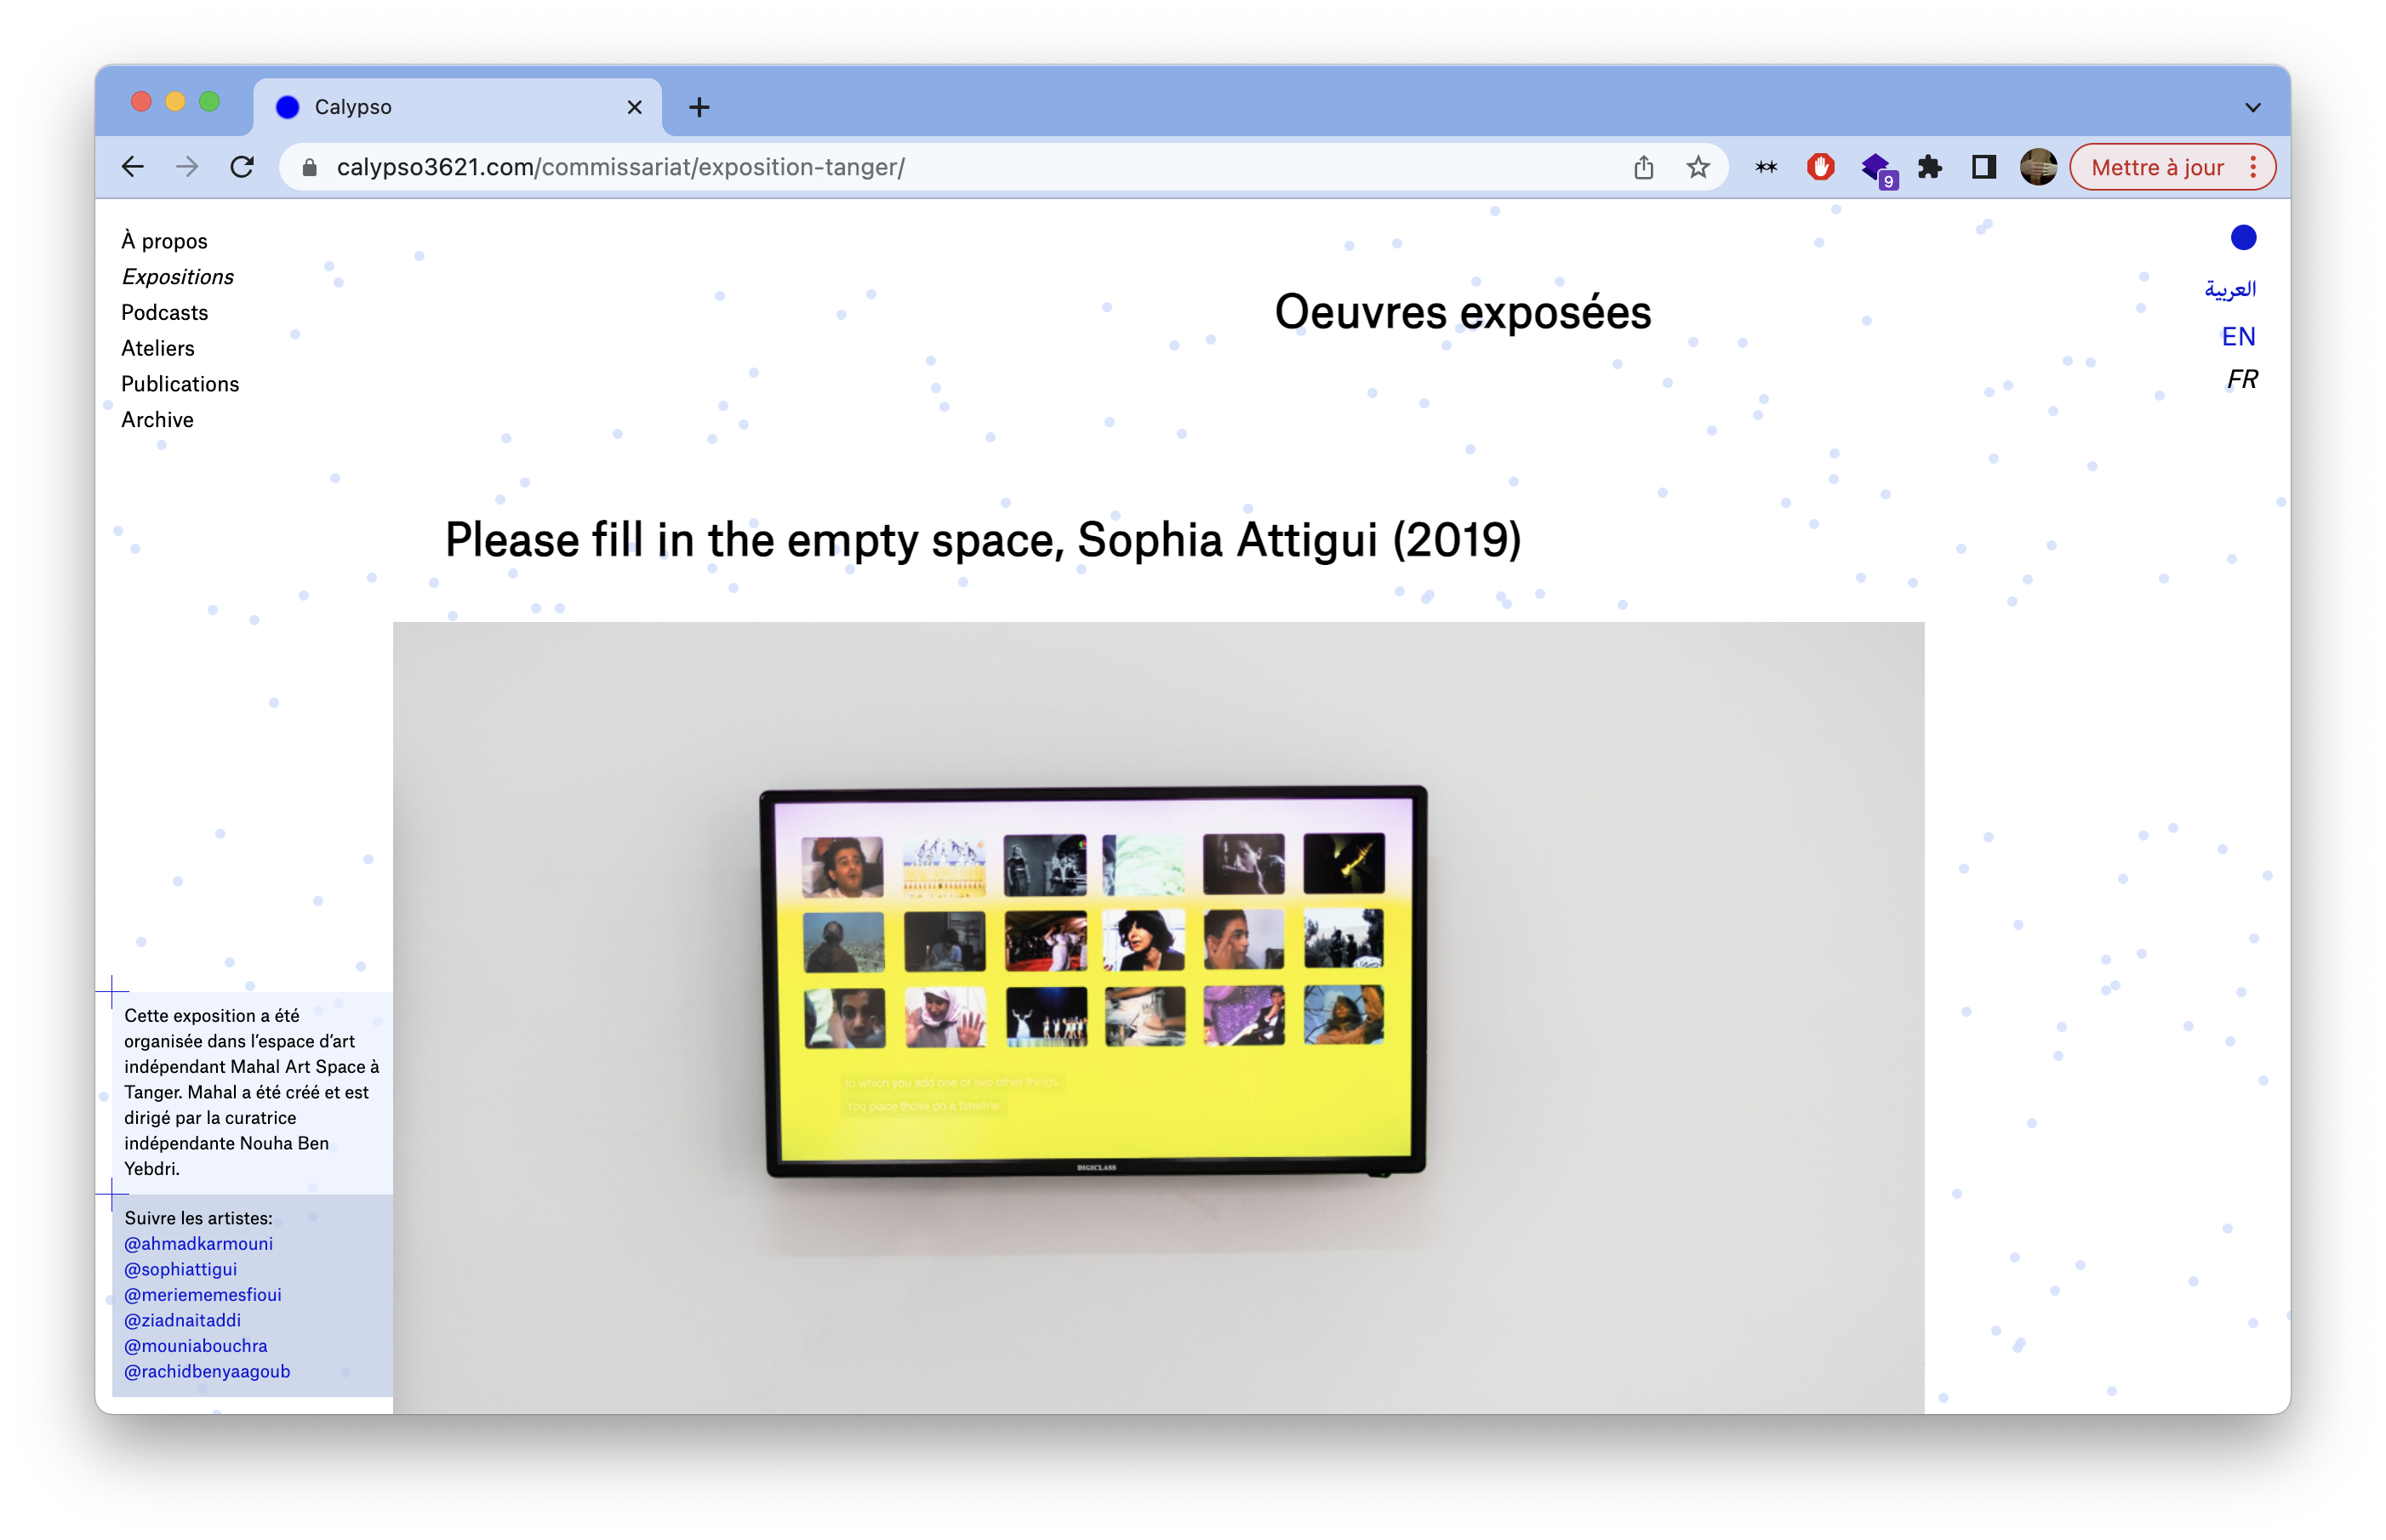 Calypso
calypso3621.com/commissariat/exposition-tanger/
9
Mettre à jour
À propos
Expositions
Podcasts
Ateliers
Publications
Archive
العربية
EN
FR
Oeuvres exposées
Please fill in the empty space, Sophia Attigui (2019)
to which you add one or two other things.
You place those on a timeline.
DIGICLASS
Cette exposition a été
organisée dans l’espace d’art
indépendant Mahal Art Space à
Tanger. Mahal a été créé et est
dirigé par la curatrice
indépendante Nouha Ben
Yebdri.
Suivre les artistes:
@ahmadkarmouni
@sophiattigui
@meriememesfioui
@ziadnaitaddi
@mouniabouchra
@rachidbenyaagoub